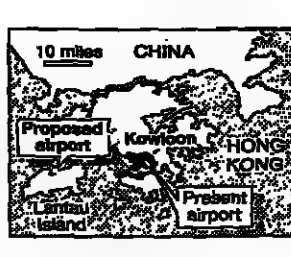 10 miles CHINA
Proposed
airport
Kowloon
HONG
KONG
Lantau
Island
Present
airport